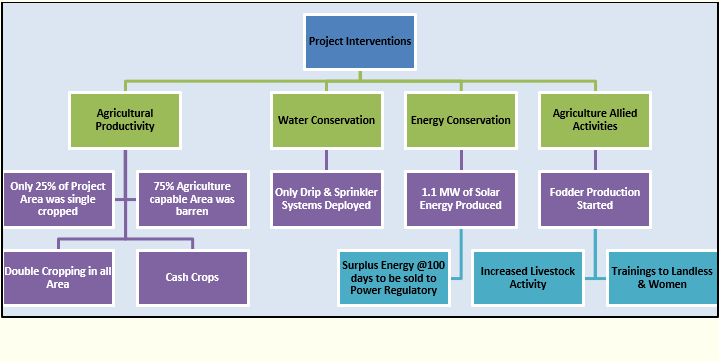 Project Interventions
Agricultural
Productivity
Water Conservation
Energy Conservation
Agriculture Allied
Activities
Only 25% of Project
Area was single
cropped
75% Agriculture
capable Area was
barren
Only Drip & Sprinkler
Systems Deployed
1.1 MW of Solar
Energy Produced
Fodder Production
Started
Double Cropping in all
Area
Cash Crops
Surplus Energy @100
days to be sold to
Power Regulatory
Increased Livestock
Activity
Trainings to Landless
& Women